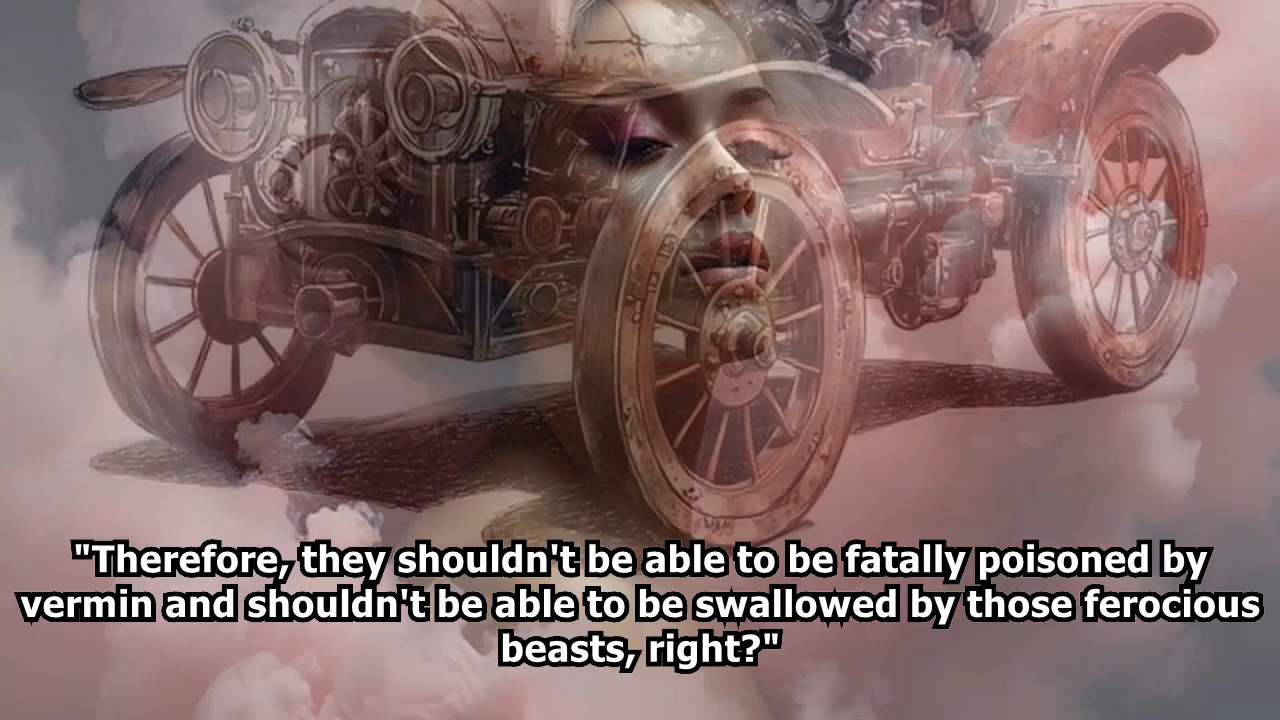 "Therefore, they shouldn't be able to be fatally poisoned by
vermin and shouldn't be able to be swallowed by those ferocious
beasts, right?"